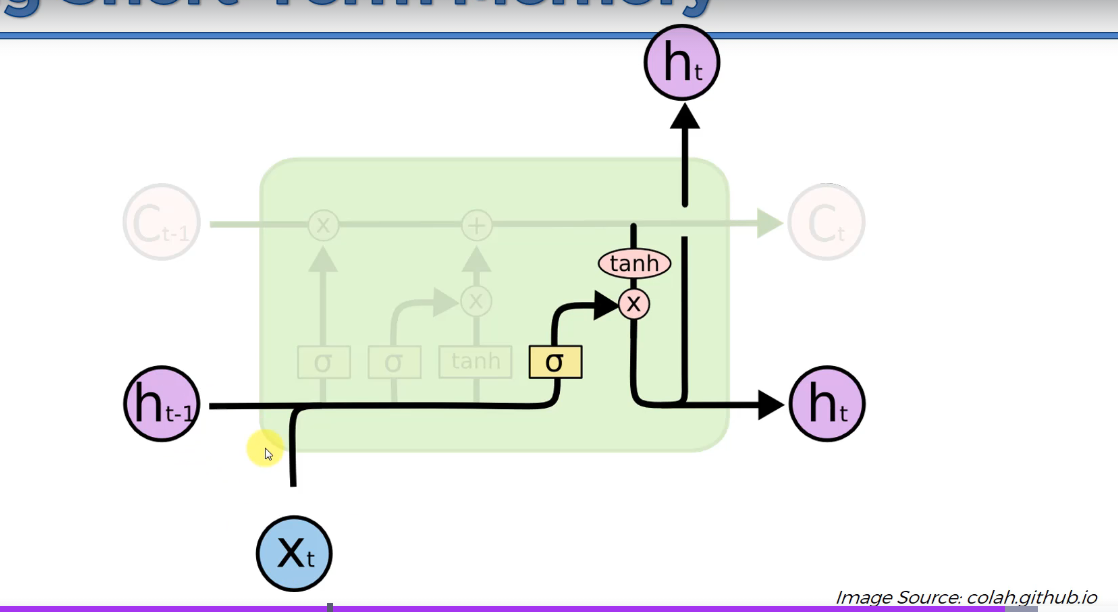 g Short-Term Memory
ht
Ct-1 x + Ct
tanh
x x
σ σ tanh σ
ht-1 ht
xt
Image Source: colah.github.io